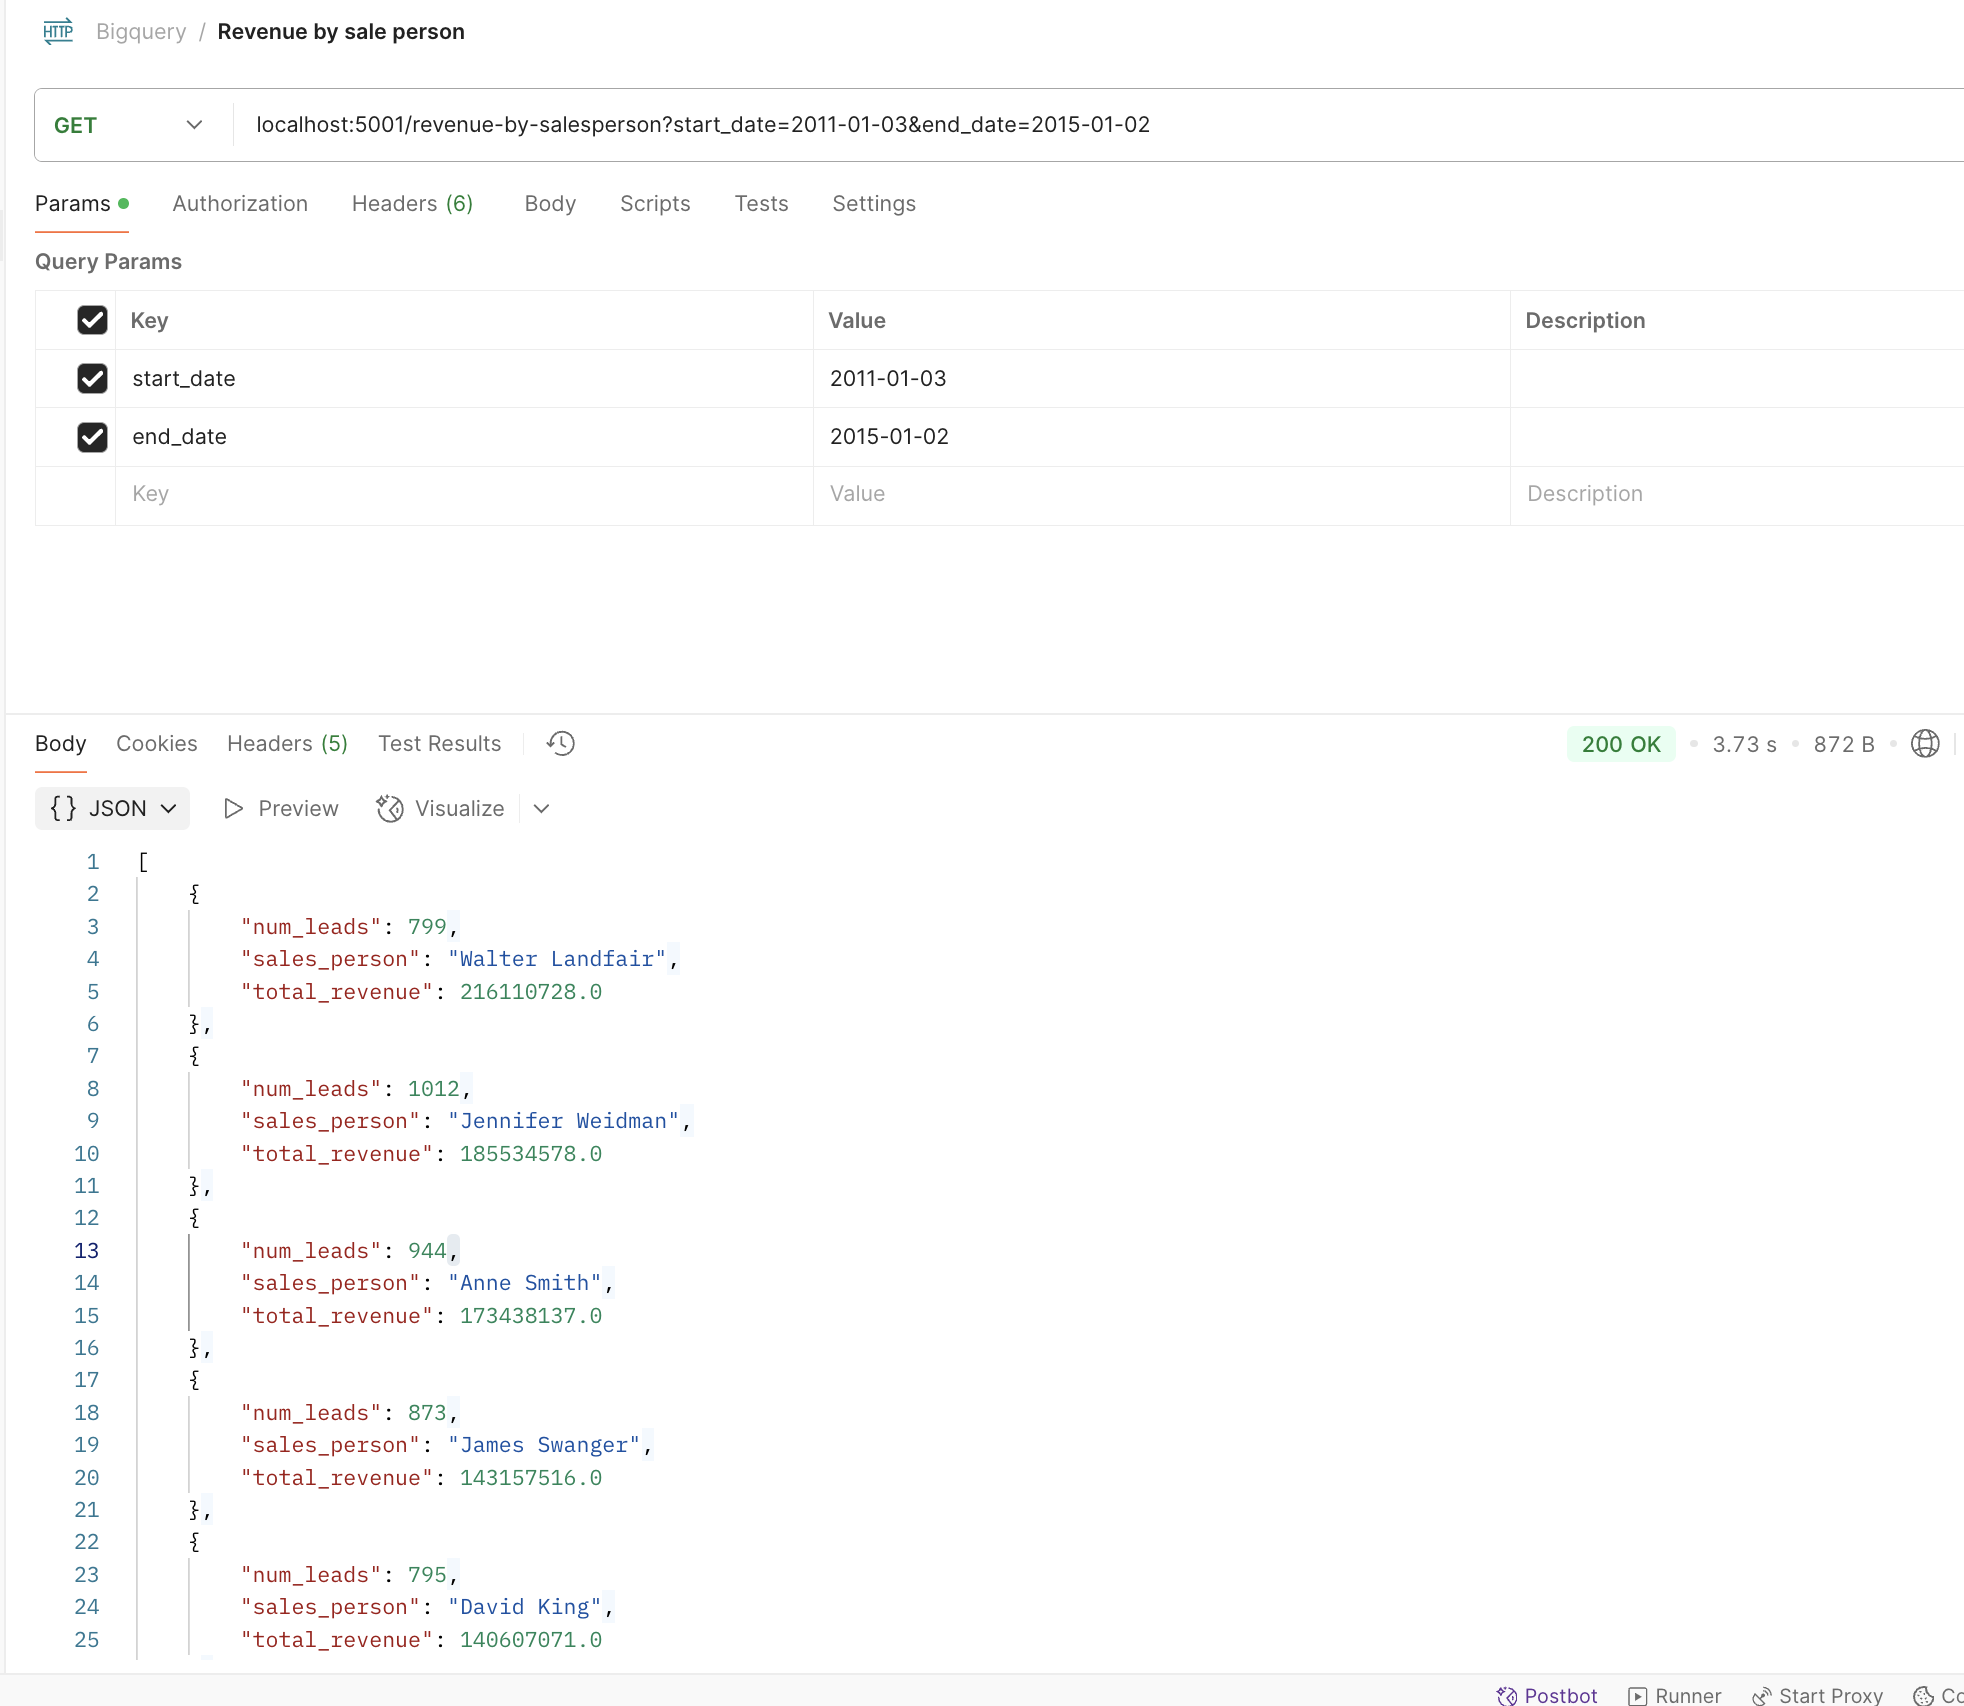 HTTP Bigquery / Revenue by sale person
GET localhost:5001/revenue-by-salesperson?start_date=2011-01-03&end_date=2015-01-02
Params Authorization Headers (6) Body Scripts Tests Settings
Query Params
Key Value Description
start_date 2011-01-03
end_date 2015-01-02
Key Value Description
Body Cookies Headers (5) Test Results 200 OK • 3.73 s • 872 B •
{} JSON Preview Visualize
1 [
2 {
3 "num_leads": 799,
4 "sales_person": "Walter Landfair",
5 "total_revenue": 216110728.0
6 },
7 {
8 "num_leads": 1012,
9 "sales_person": "Jennifer Weidman",
10 "total_revenue": 185534578.0
11 },
12 {
13 "num_leads": 944,
14 "sales_person": "Anne Smith",
15 "total_revenue": 173438137.0
16 },
17 {
18 "num_leads": 873,
19 "sales_person": "James Swanger",
20 "total_revenue": 143157516.0
21 },
22 {
23 "num_leads": 795,
24 "sales_person": "David King",
25 "total_revenue": 140607071.0
Postbot Runner Start Proxy